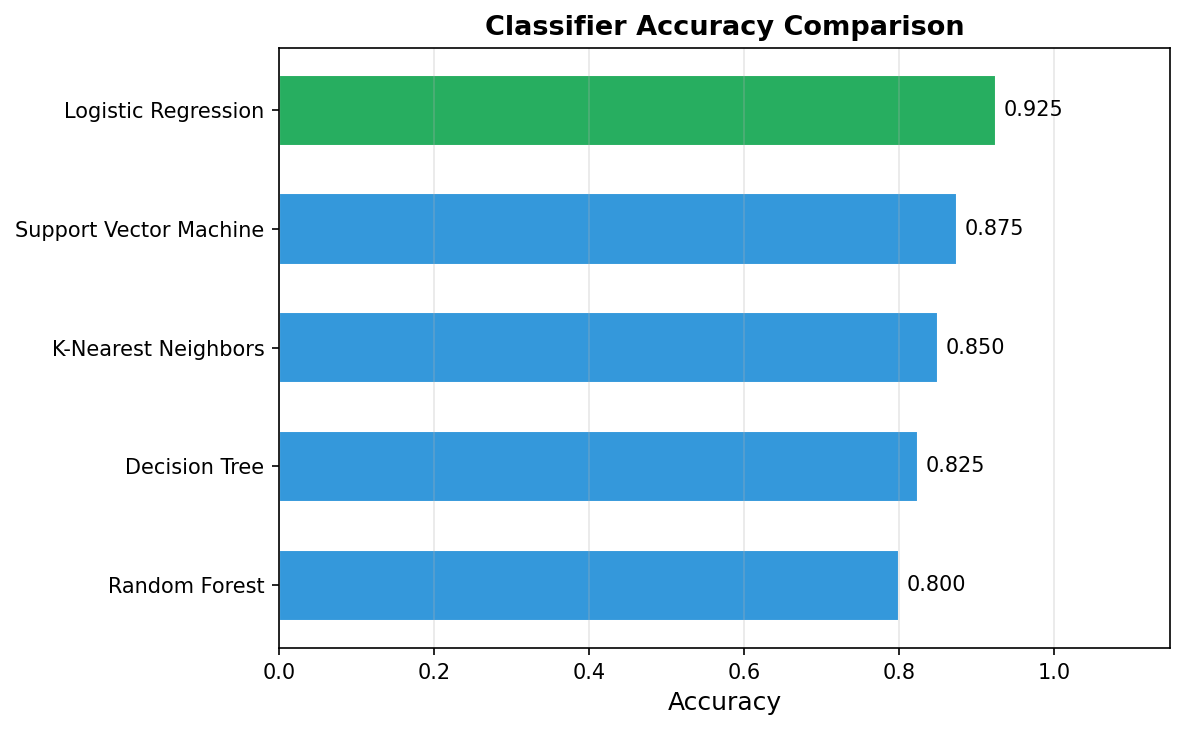 Classifier Accuracy Comparison
Logistic Regression 0.925
Support Vector Machine 0.875
K-Nearest Neighbors 0.850
Decision Tree 0.825
Random Forest 0.800
0.0 0.2 0.4 0.6 0.8 1.0
Accuracy